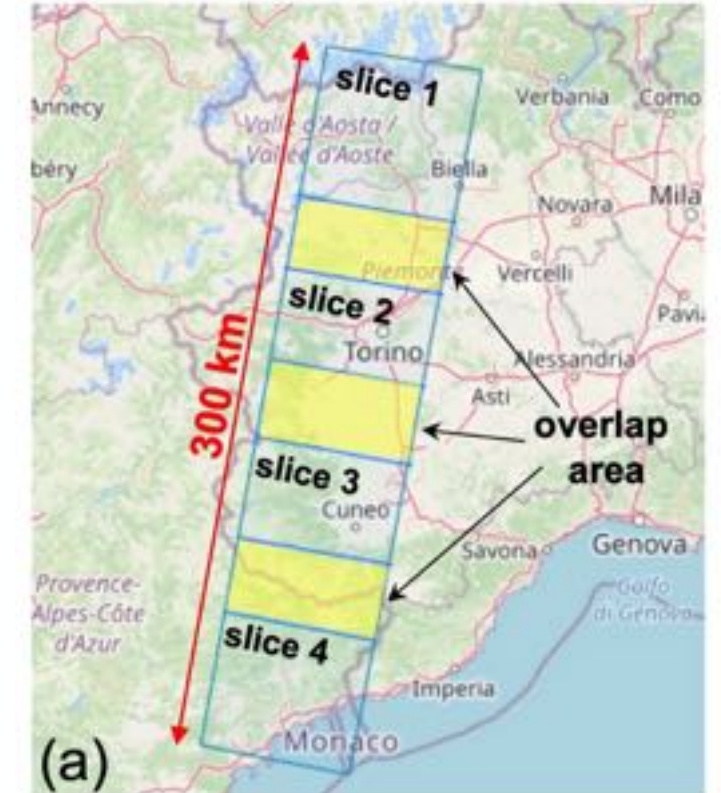 slice 1
Annecy
Verbania
Como
Valle d'Aosta /
Vallée d'Aoste
béry
Biella
Novara
Mila
Piemont
Vercelli
slice 2
Pavia
Torino
Alessandria
300 km
Asti
overlap
area
slice 3
Cuneo
Savona
Genova
Provence-
Alpes-Côte
d'Azur
Golfo
di Genova
slice 4
Imperia
Monaco
(a)